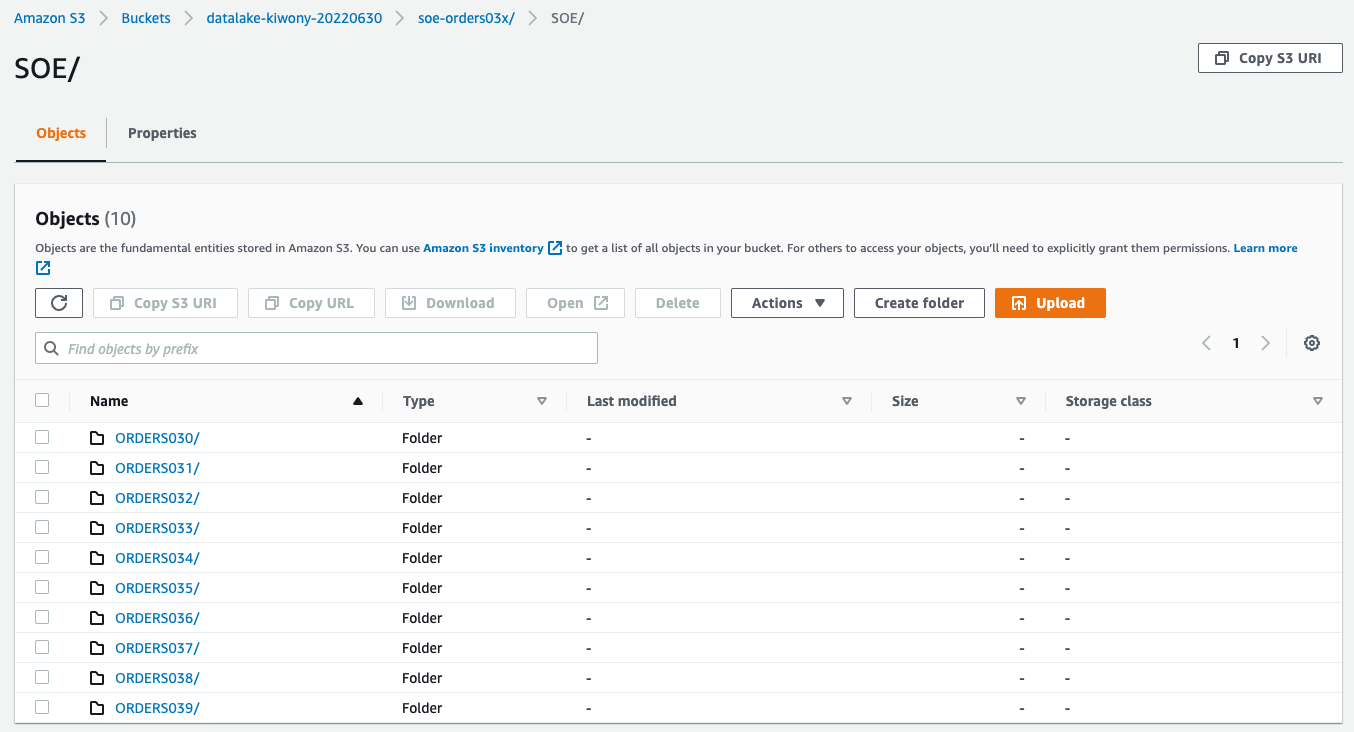 Amazon S3 > Buckets > datalake-kiwony-20220630 > soe-orders03x/ > SOE/
SOE/
Copy S3 URI
Objects Properties
Objects (10)
Objects are the fundamental entities stored in Amazon S3. You can use Amazon S3 inventory to get a list of all objects in your bucket. For others to access your objects, you'll need to explicitly grant them permissions. Learn more
Copy S3 URI Copy URL Download Open Delete Actions Create folder Upload
Find objects by prefix
1
Name Type Last modified Size Storage class
ORDERS030/ Folder - - -
ORDERS031/ Folder - - -
ORDERS032/ Folder - - -
ORDERS033/ Folder - - -
ORDERS034/ Folder - - -
ORDERS035/ Folder - - -
ORDERS036/ Folder - - -
ORDERS037/ Folder - - -
ORDERS038/ Folder - - -
ORDERS039/ Folder - - -